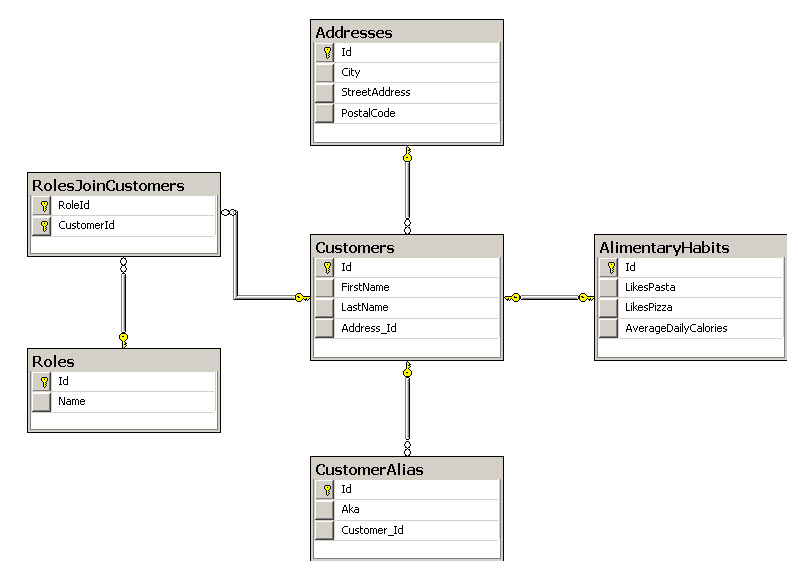 Addresses
Id
City
StreetAddress
PostalCode
RolesJoinCustomers
RoleId
CustomerId
Customers
Id
FirstName
LastName
Address_Id
AlimentaryHabits
Id
LikesPasta
LikesPizza
AverageDailyCalories
Roles
Id
Name
CustomerAlias
Id
Aka
Customer_Id